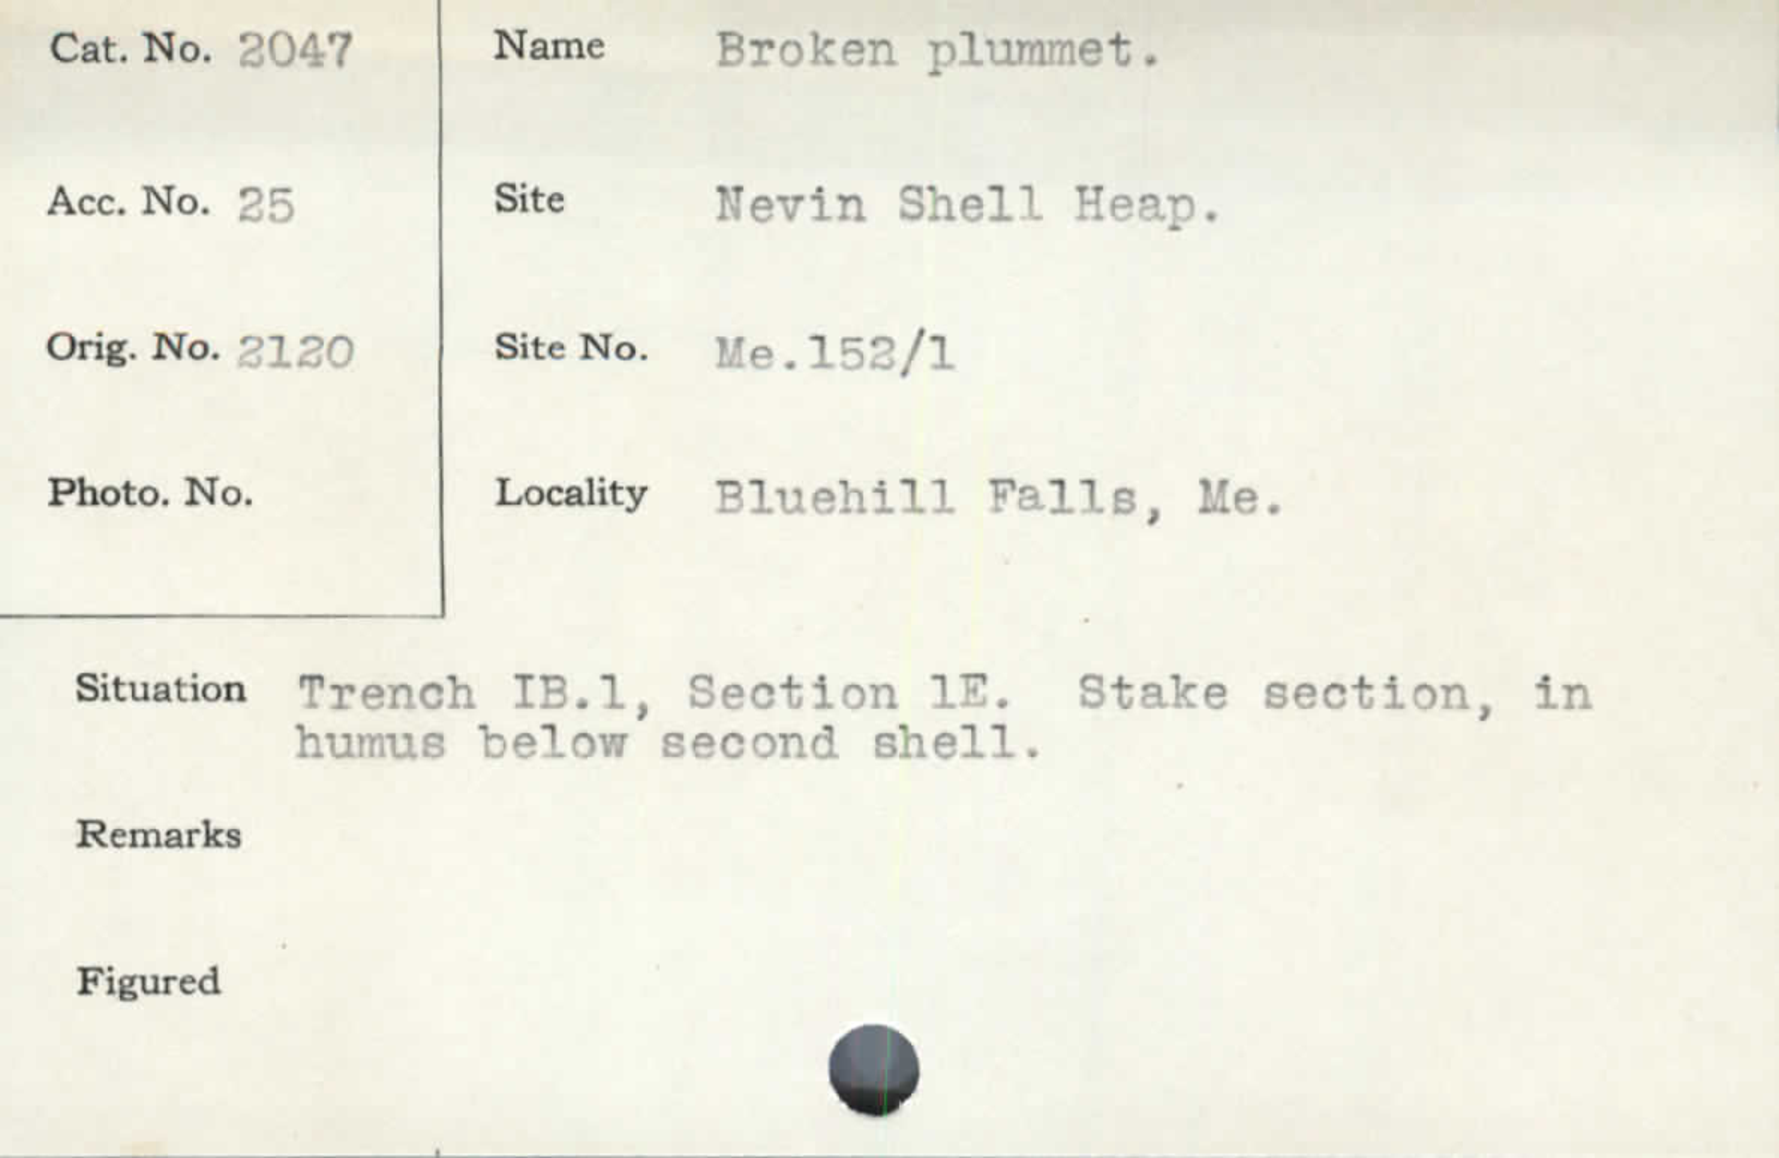 Cat. No. 2047
Name Broken plummet.
Acc. No. 25
Site Nevin Shell Heap.
Orig. No. 2120
Site No. Me.152/1
Photo. No.
Locality Bluehill Falls, Me.
Situation Trench IB.1, Section 1E. Stake section, in
humus below second shell.
Remarks
Figured